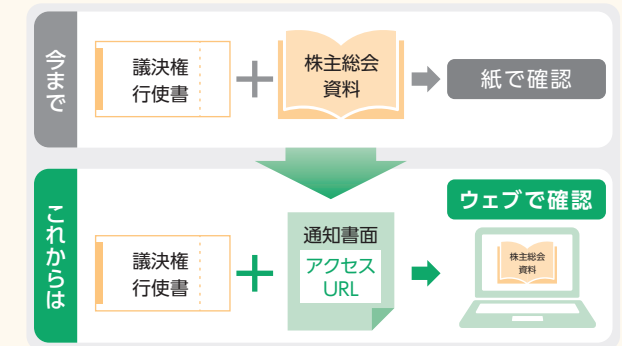 今まで
議決権
行使書
株主総会
資料
紙で確認
これからは
議決権
行使書
通知書面
アクセス
URL
ウェブで確認
株主総会
資料